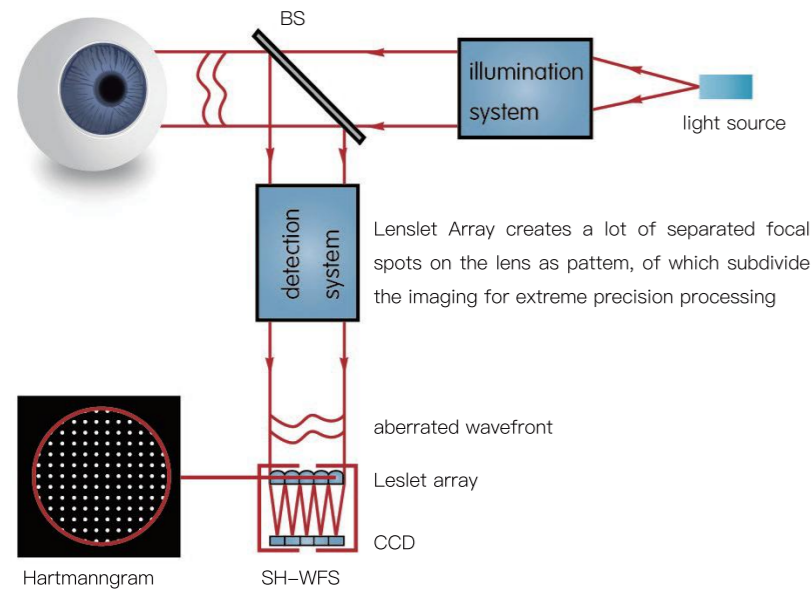 BS
illumination
system
light source
detection
system
Lenslet Array creates a lot of separated focal
spots on the lens as pattem, of which subdivide
the imaging for extreme precision processing
aberrated wavefront
Leslet array
CCD
Hartmanngram
SH-WFS